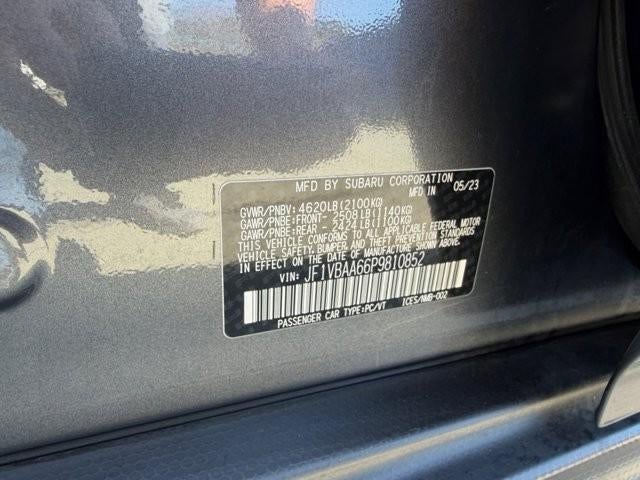 MFD BY SUBARU CORPORATION
MFD IN 05/23
GVWR/PNBV: 4620LB(2100KG)
GAWR/PNBE:FRONT- 2508LB(1140KG)
GAWR/PNBE:REAR - 2424LB(1100KG)
THIS VEHICLE CONFORMS TO ALL APPLICABLE FEDERAL MOTOR
VEHICLE SAFETY, BUMPER, AND THEFT PREVENTION STANDARDS
IN EFFECT ON THE DATE OF MANUFACTURE SHOWN ABOVE.
VIN: JF1VBAA66P9810852
PASSENGER CAR TYPE:PC/VT ICES/NMB-002